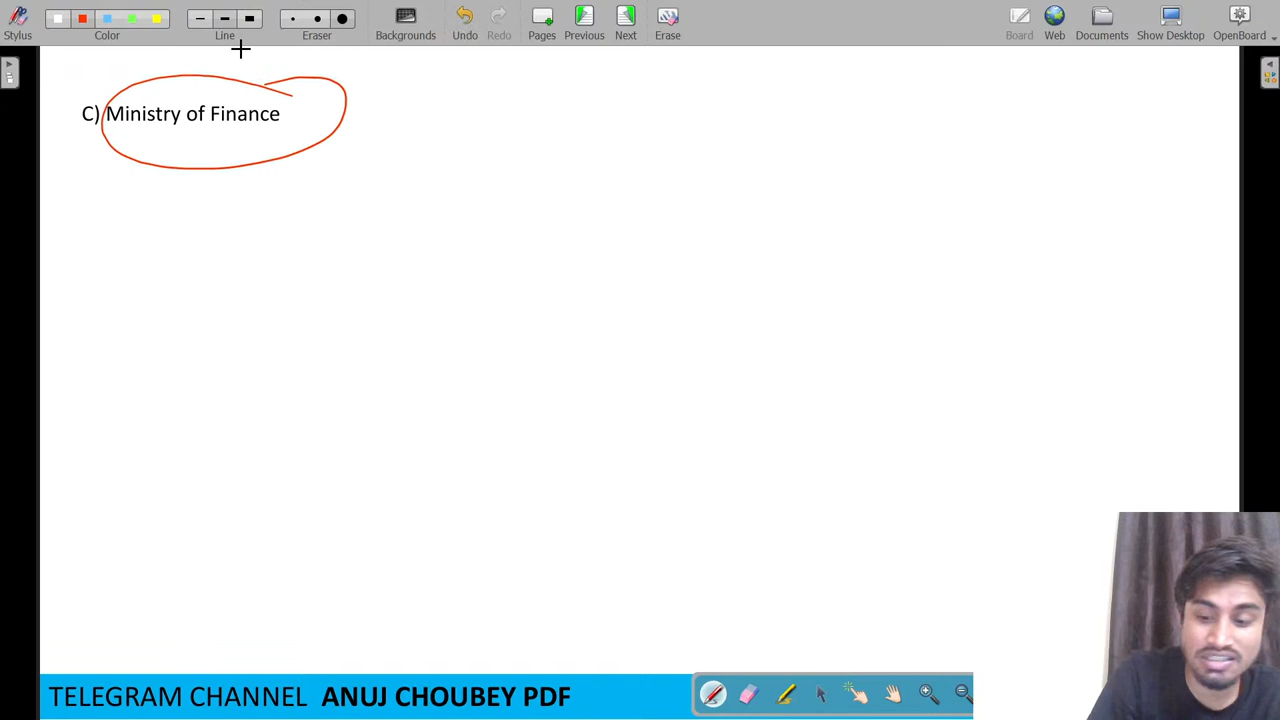 Stylus Color Line Eraser Backgrounds Undo Redo Pages Previous Next Erase Board Web Documents Show Desktop OpenBoard
C) Ministry of Finance
TELEGRAM CHANNEL ANUJ CHOUBEY PDF